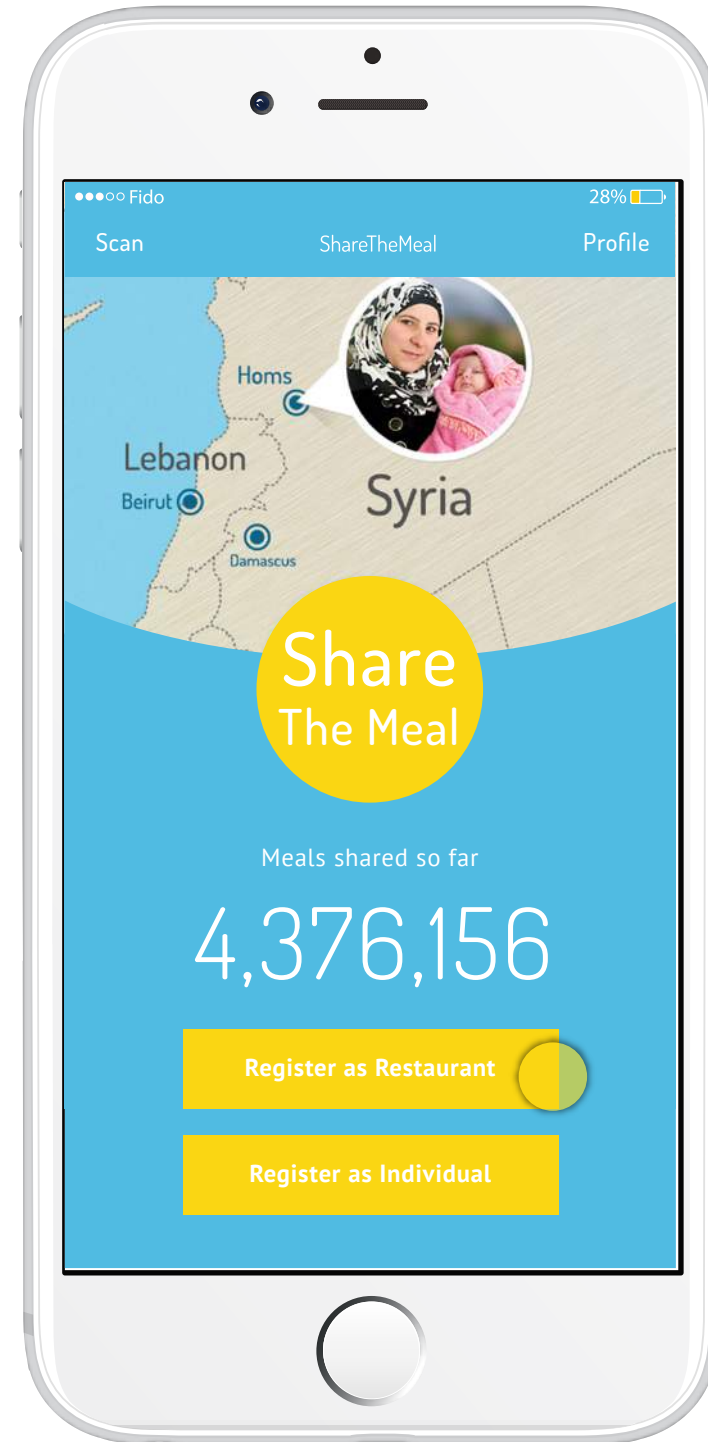 Fido
28%
Scan
ShareTheMeal
Profile
Homs
Lebanon
Syria
Beirut
Damascus
Share
The Meal
Meals shared so far
4,376,156
Register as Restaurant
Register as Individual